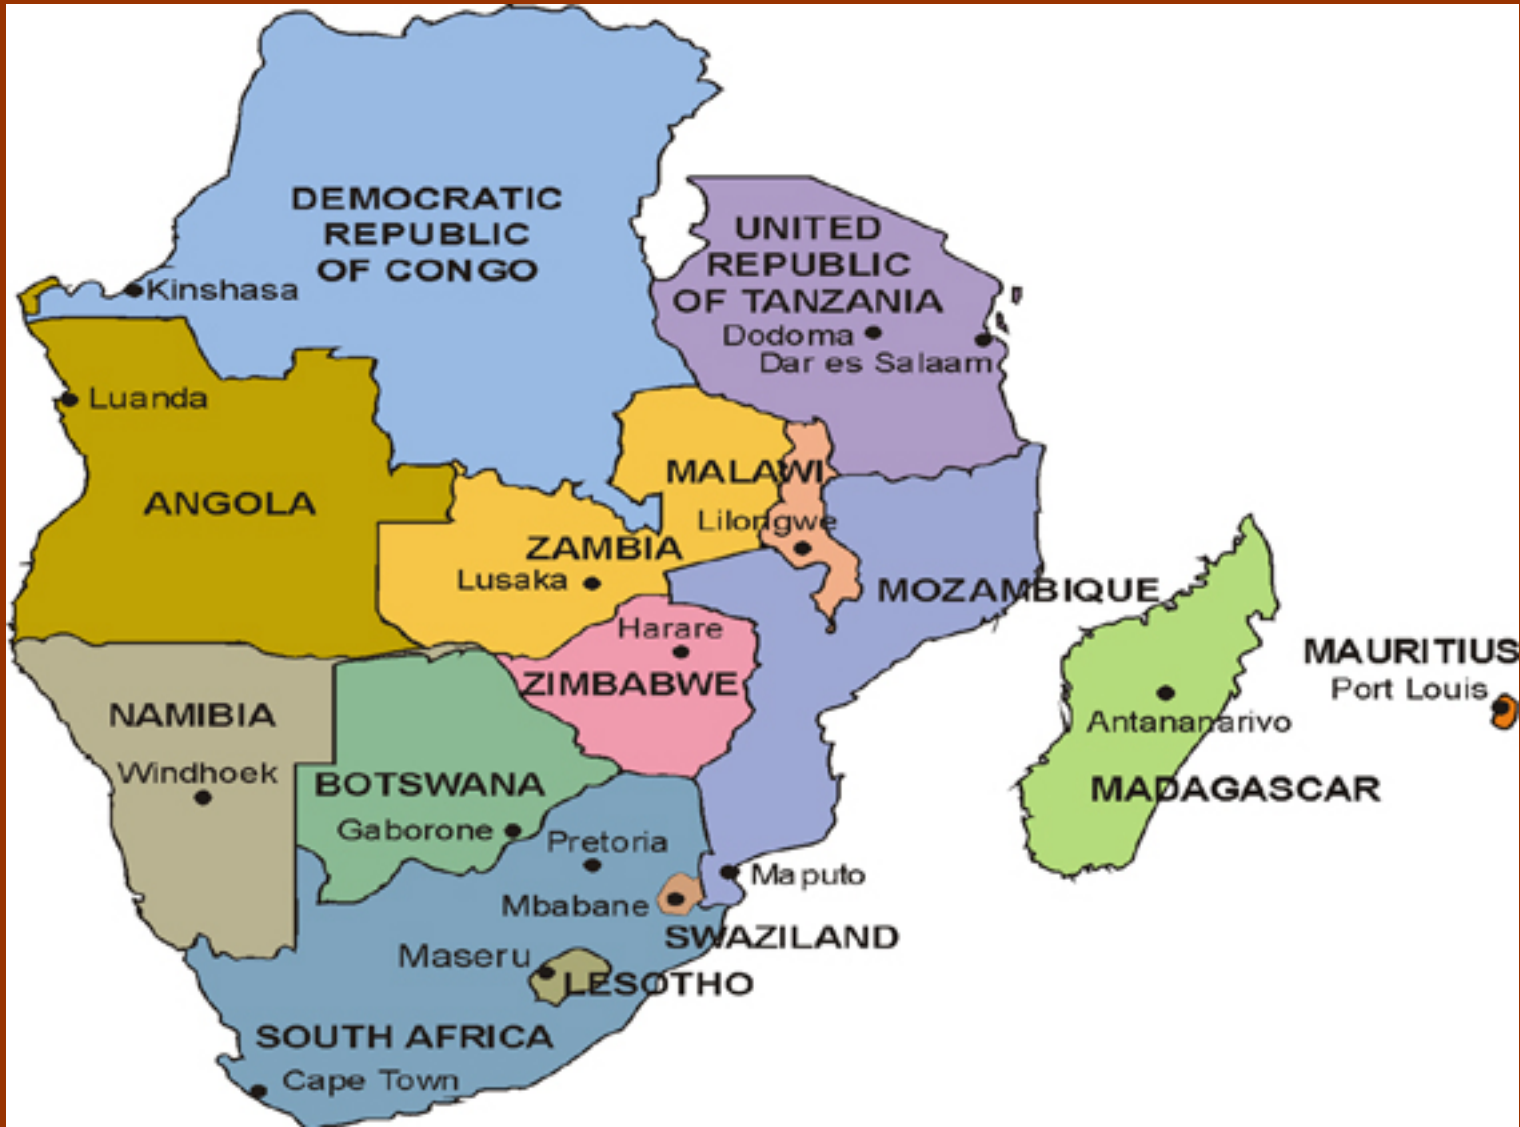 DEMOCRATIC
REPUBLIC
OF CONGO
UNITED
REPUBLIC
OF TANZANIA
Kinshasa
Dodoma
Dar es Salaam
Luanda
MALAWI
ANGOLA
Lilongwe
ZAMBIA
Lusaka
MOZAMBIQUE
Harare
MAURITIUS
ZIMBABWE
Port Louis
NAMIBIA
Antananarivo
Windhoek
BOTSWANA
MADAGASCAR
Gaborone
Pretoria
Maputo
Mbabane
SWAZILAND
Maseru
LESOTHO
SOUTH AFRICA
Cape Town